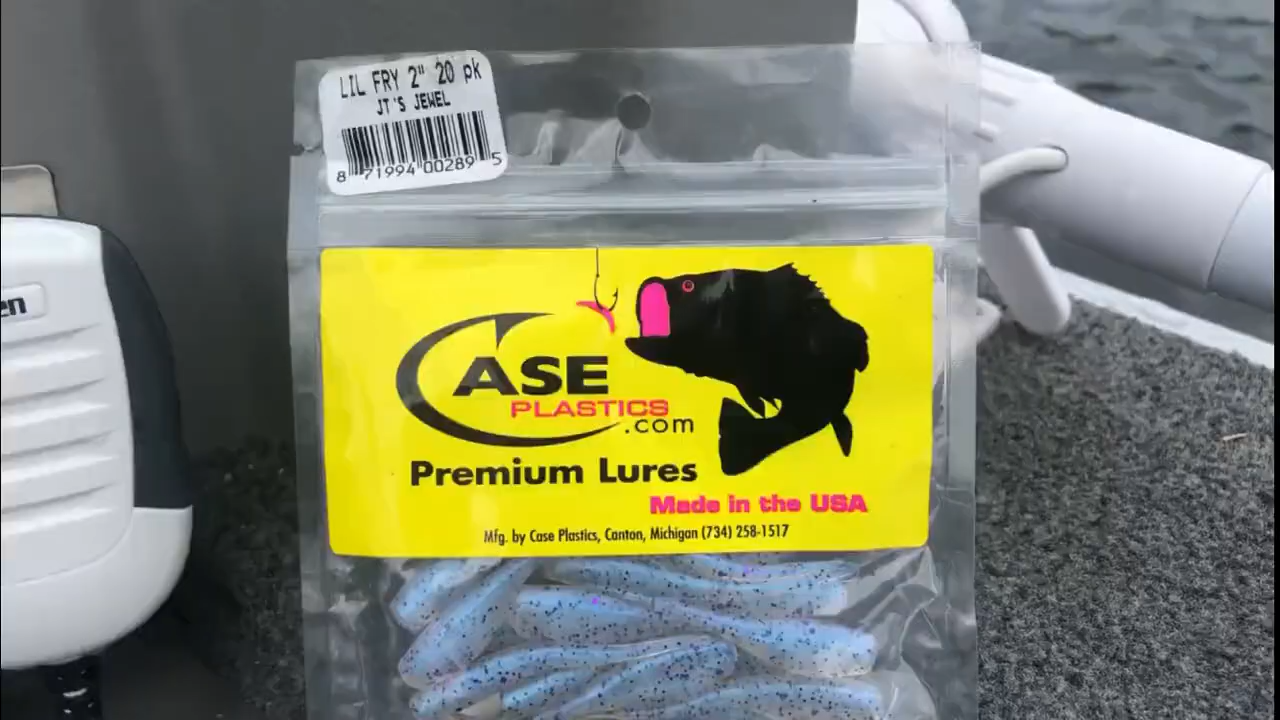 LIL FRY 2" 20 pk
JT'S JEWEL
8 71994 00289 5
CASE
PLASTICS
.com
Premium Lures
Made in the USA
Mfg. by Case Plastics, Canton, Michigan (734) 258-1517
en